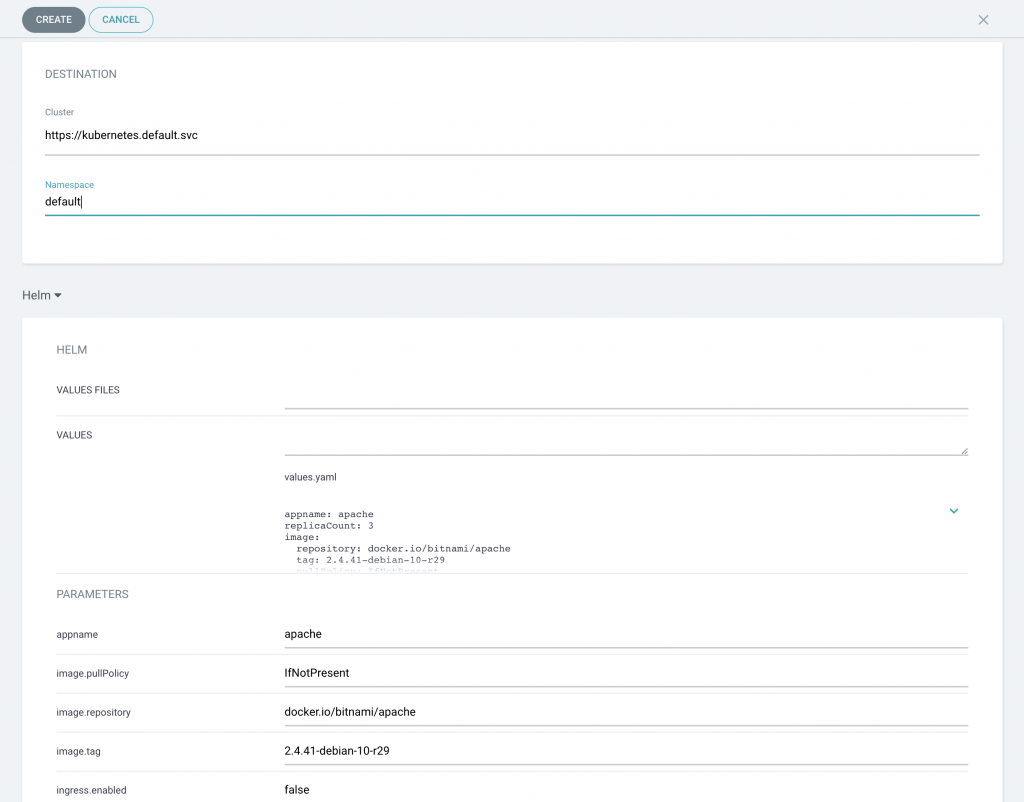 CREATE CANCEL
DESTINATION
Cluster
https://kubernetes.default.svc
Namespace
default
Helm
HELM
VALUES FILES
VALUES
values.yaml
appname: apache
replicaCount: 3
image:
  repository: docker.io/bitnami/apache
  tag: 2.4.41-debian-10-r29
  pullPolicy: IfNotPresent
PARAMETERS
appname apache
image.pullPolicy IfNotPresent
image.repository docker.io/bitnami/apache
image.tag 2.4.41-debian-10-r29
ingress.enabled false